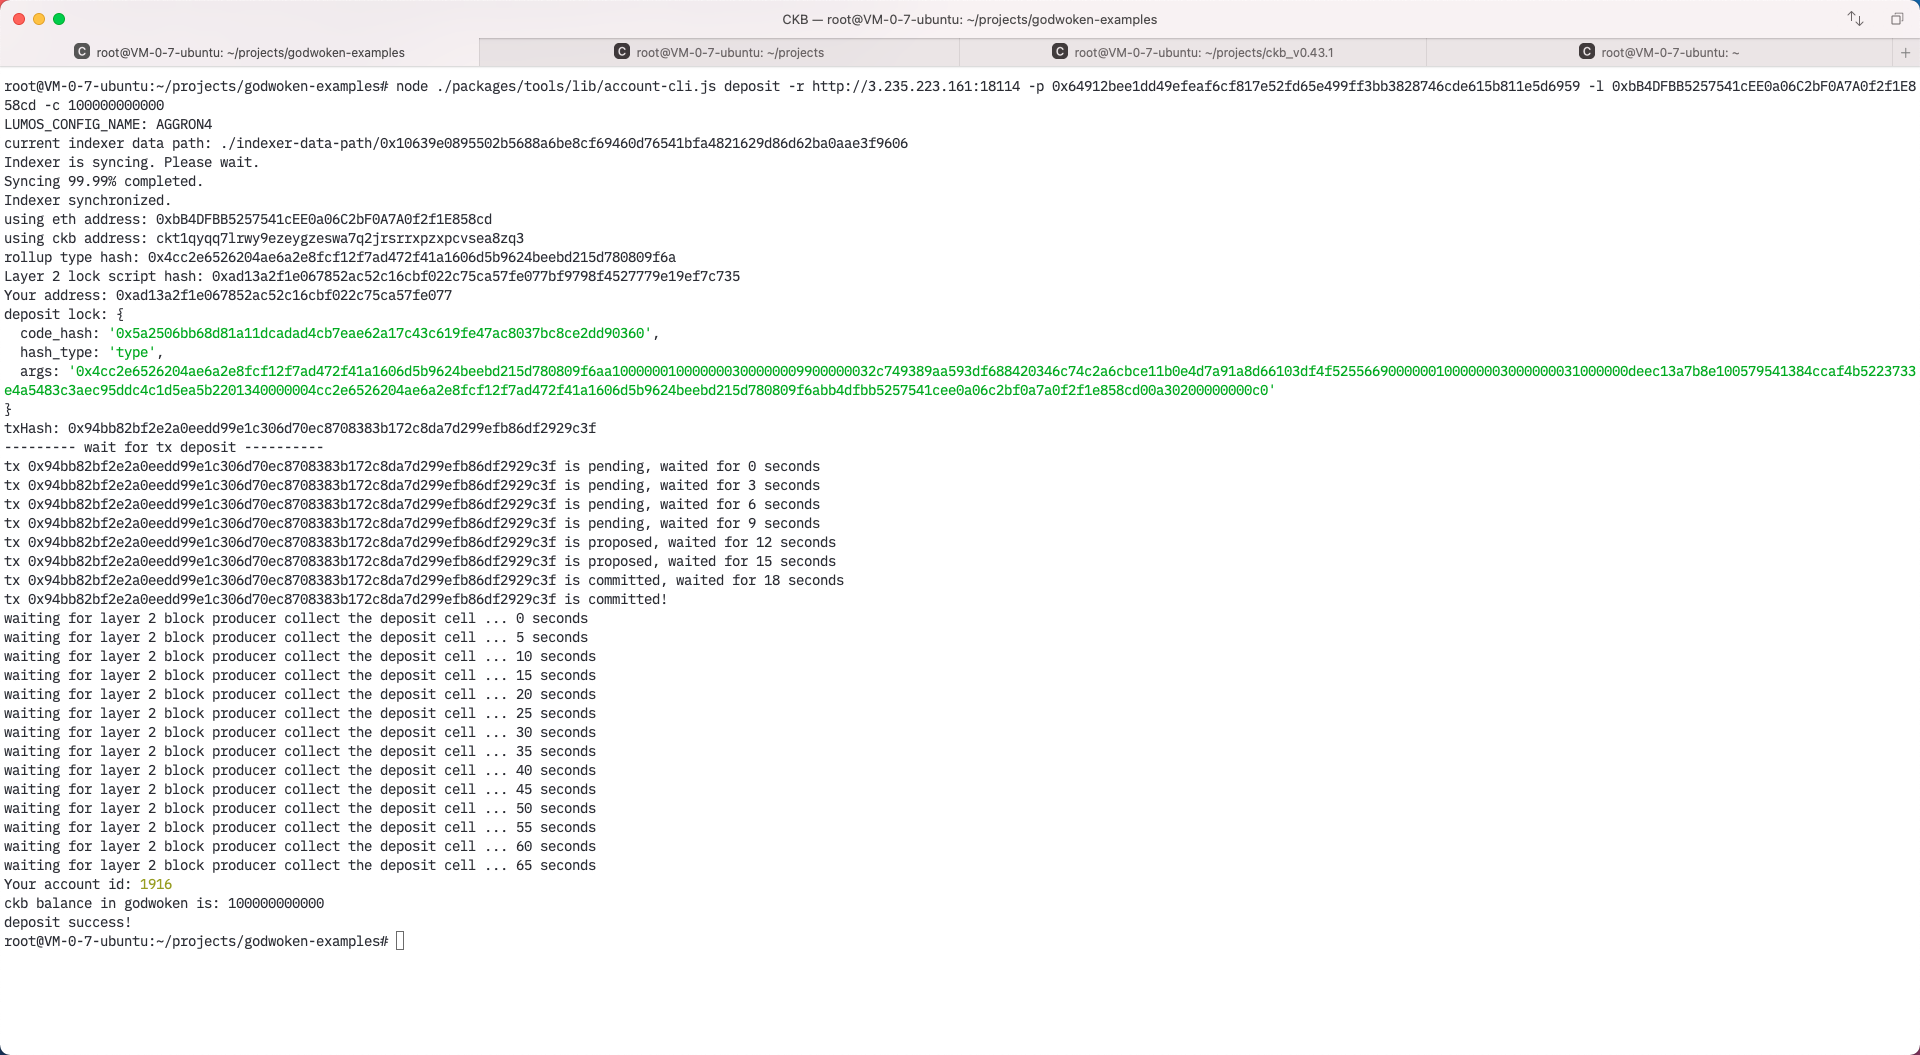 CKB — root@VM-0-7-ubuntu: ~/projects/godwoken-examples
C root@VM-0-7-ubuntu: ~/projects/godwoken-examples
C root@VM-0-7-ubuntu: ~/projects
C root@VM-0-7-ubuntu: ~/projects/ckb_v0.43.1
C root@VM-0-7-ubuntu: ~
root@VM-0-7-ubuntu:~/projects/godwoken-examples# node ./packages/tools/lib/account-cli.js deposit -r http://3.235.223.161:18114 -p 0x64912bee1dd49efeaf6cf817e52fd65e499ff3bb3828746cde615b811e5d6959 -l 0xbB4DFBB5257541cEE0a06C2bF0A7A0f2f1E8
58cd -c 100000000000
LUMOS_CONFIG_NAME: AGGRON4
current indexer data path: ./indexer-data-path/0x10639e0895502b5688a6be8cf69460d76541bfa4821629d86d62ba0aae3f9606
Indexer is syncing. Please wait.
Syncing 99.99% completed.
Indexer synchronized.
using eth address: 0xbB4DFBB5257541cEE0a06C2bF0A7A0f2f1E858cd
using ckb address: ckt1qyqq7lrwy9ezeygzeswa7q2jrsrrxpzxpcvsea8zq3
rollup type hash: 0x4cc2e6526204ae6a2e8fcf12f7ad472f41a1606d5b9624beebd215d780809f6a
Layer 2 lock script hash: 0xad13a2f1e067852ac52c16cbf022c75ca57fe077bf9798f4527779e19ef7c735
Your address: 0xad13a2f1e067852ac52c16cbf022c75ca57fe077
deposit lock: {
  code_hash: '0x5a2506bb68d81a11dcadad4cb7eae62a17c43c619fe47ac8037bc8ce2dd90360',
  hash_type: 'type',
  args: '0x4cc2e6526204ae6a2e8fcf12f7ad472f41a1606d5b9624beebd215d780809f6aa10000001000000030000009900000032c749389aa593df688420346c74c2a6cbce11b0e4d7a91a8d66103df4f5255669000000100000003000000031000000deec13a7b8e100579541384ccaf4b5223733
e4a5483c3aec95ddc4c1d5ea5b2201340000004cc2e6526204ae6a2e8fcf12f7ad472f41a1606d5b9624beebd215d780809f6abb4dfbb5257541cee0a06c2bf0a7a0f2f1e858cd00a30200000000c0'
}
txHash: 0x94bb82bf2e2a0eedd99e1c306d70ec8708383b172c8da7d299efb86df2929c3f
--------- wait for tx deposit ----------
tx 0x94bb82bf2e2a0eedd99e1c306d70ec8708383b172c8da7d299efb86df2929c3f is pending, waited for 0 seconds
tx 0x94bb82bf2e2a0eedd99e1c306d70ec8708383b172c8da7d299efb86df2929c3f is pending, waited for 3 seconds
tx 0x94bb82bf2e2a0eedd99e1c306d70ec8708383b172c8da7d299efb86df2929c3f is pending, waited for 6 seconds
tx 0x94bb82bf2e2a0eedd99e1c306d70ec8708383b172c8da7d299efb86df2929c3f is pending, waited for 9 seconds
tx 0x94bb82bf2e2a0eedd99e1c306d70ec8708383b172c8da7d299efb86df2929c3f is proposed, waited for 12 seconds
tx 0x94bb82bf2e2a0eedd99e1c306d70ec8708383b172c8da7d299efb86df2929c3f is proposed, waited for 15 seconds
tx 0x94bb82bf2e2a0eedd99e1c306d70ec8708383b172c8da7d299efb86df2929c3f is committed, waited for 18 seconds
tx 0x94bb82bf2e2a0eedd99e1c306d70ec8708383b172c8da7d299efb86df2929c3f is committed!
waiting for layer 2 block producer collect the deposit cell ... 0 seconds
waiting for layer 2 block producer collect the deposit cell ... 5 seconds
waiting for layer 2 block producer collect the deposit cell ... 10 seconds
waiting for layer 2 block producer collect the deposit cell ... 15 seconds
waiting for layer 2 block producer collect the deposit cell ... 20 seconds
waiting for layer 2 block producer collect the deposit cell ... 25 seconds
waiting for layer 2 block producer collect the deposit cell ... 30 seconds
waiting for layer 2 block producer collect the deposit cell ... 35 seconds
waiting for layer 2 block producer collect the deposit cell ... 40 seconds
waiting for layer 2 block producer collect the deposit cell ... 45 seconds
waiting for layer 2 block producer collect the deposit cell ... 50 seconds
waiting for layer 2 block producer collect the deposit cell ... 55 seconds
waiting for layer 2 block producer collect the deposit cell ... 60 seconds
waiting for layer 2 block producer collect the deposit cell ... 65 seconds
Your account id: 1916
ckb balance in godwoken is: 100000000000
deposit success!
root@VM-0-7-ubuntu:~/projects/godwoken-examples#